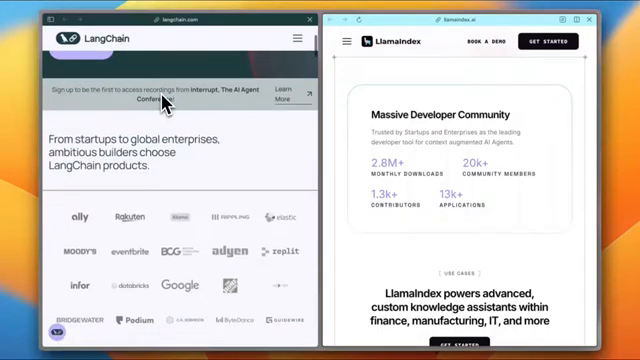 langchain.com
LangChain
Sign up to be the first to access recordings from Interrupt, The AI Agent
Conference!
Learn
More
From startups to global enterprises,
ambitious builders choose
LangChain products.
ally
Rakuten
Klarna
RIPPLING
elastic
MOODY'S
eventbrite
BCG
adyen
replit
infor
databricks
Google
BRIDGEWATER
Podium
C.H. ROBINSON
ByteDance
GUIDEWIRE
llamaindex.ai
LlamaIndex
BOOK A DEMO
GET STARTED
Massive Developer Community
Trusted by Startups and Enterprises as the leading
developer tool for context augmented AI Agents.
2.8M+
20k+
MONTHLY DOWNLOADS
COMMUNITY MEMBERS
1.3k+
13k+
CONTRIBUTORS
APPLICATIONS
USE CASES
LlamaIndex powers advanced,
custom knowledge assistants within
finance, manufacturing, IT, and more
GET STARTED